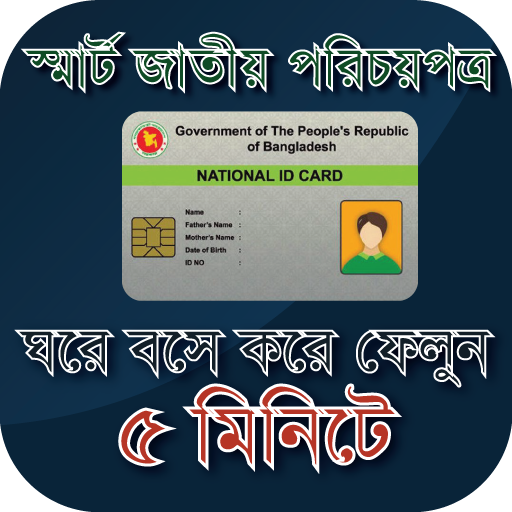 স্মার্ট জাতীয় পরিচয়পত্র
Government of The People's Republic
of Bangladesh
NATIONAL ID CARD
Name :
Father's Name :
Mother's Name :
Date of Birth :
ID NO :
ঘরে বসে করে ফেলুন
৫ মিনিটে